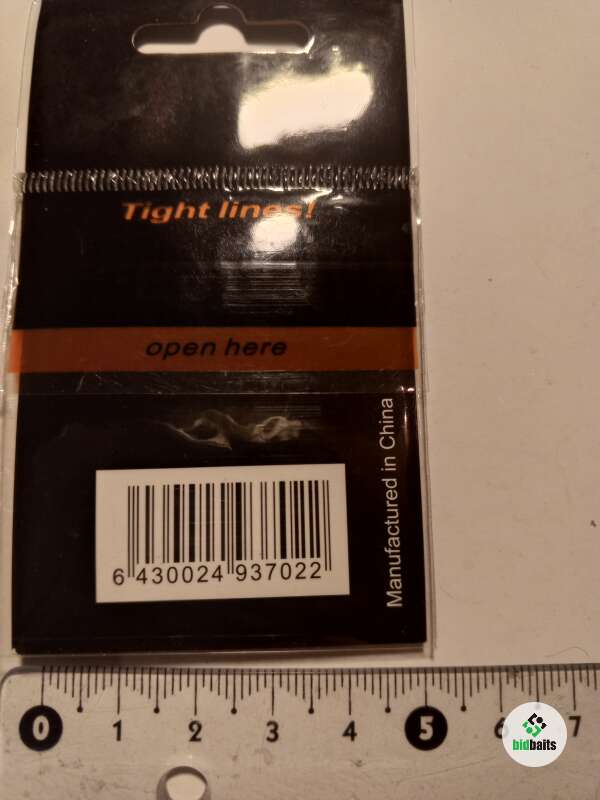 Tight lines!
open here
Manufactured in China
6 430024 937022
0 1 2 3 4 5 6 7
bidbaits